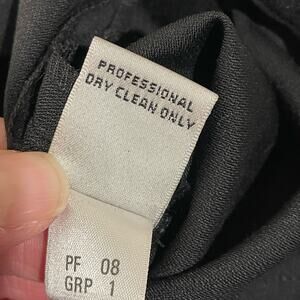 PROFESSIONAL
DRY CLEAN ONLY
PF 08
GRP 1